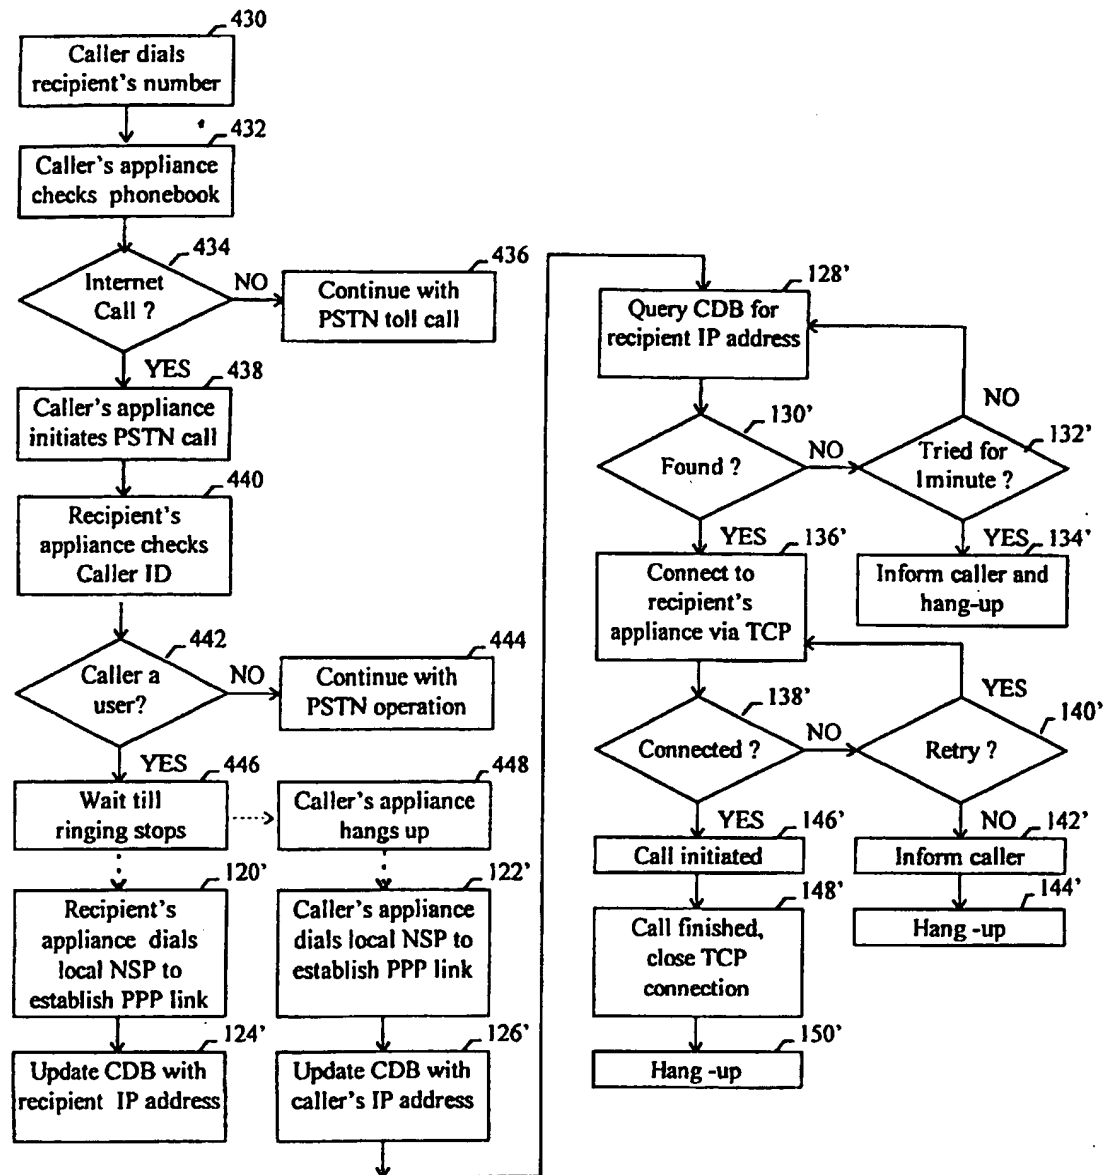 430
Caller dials
recipient's number
432
Caller's appliance
checks phonebook
434
Internet
Call ?
NO
436
Continue with
PSTN toll call
YES
438
Caller's appliance
initiates PSTN call
440
Recipient's
appliance checks
Caller ID
442
Caller a
user?
NO
444
Continue with
PSTN operation
YES
446
Wait till
ringing stops
448
Caller's appliance
hangs up
120'
Recipient's
appliance dials
local NSP to
establish PPP link
122'
Caller's appliance
dials local NSP to
establish PPP link
124'
Update CDB with
recipient IP address
126'
Update CDB with
caller's IP address
128'
Query CDB for
recipient IP address
130'
Found ?
NO
132'
Tried for
1minute ?
NO
YES
134'
Inform caller and
hang-up
YES
136'
Connect to
recipient's
appliance via TCP
138'
Connected ?
NO
140'
Retry ?
YES
NO
142'
Inform caller
144'
Hang -up
YES
146'
Call initiated
148'
Call finished,
close TCP
connection
150'
Hang -up